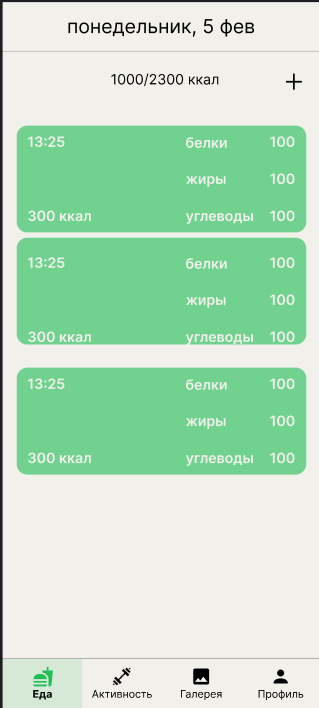 понедельник, 5 фев
1000/2300 ккал
13:25 белки 100
жиры 100
300 ккал углеводы 100
13:25 белки 100
жиры 100
300 ккал углеводы 100
13:25 белки 100
жиры 100
300 ккал углеводы 100
Еда Активность Галерея Профиль